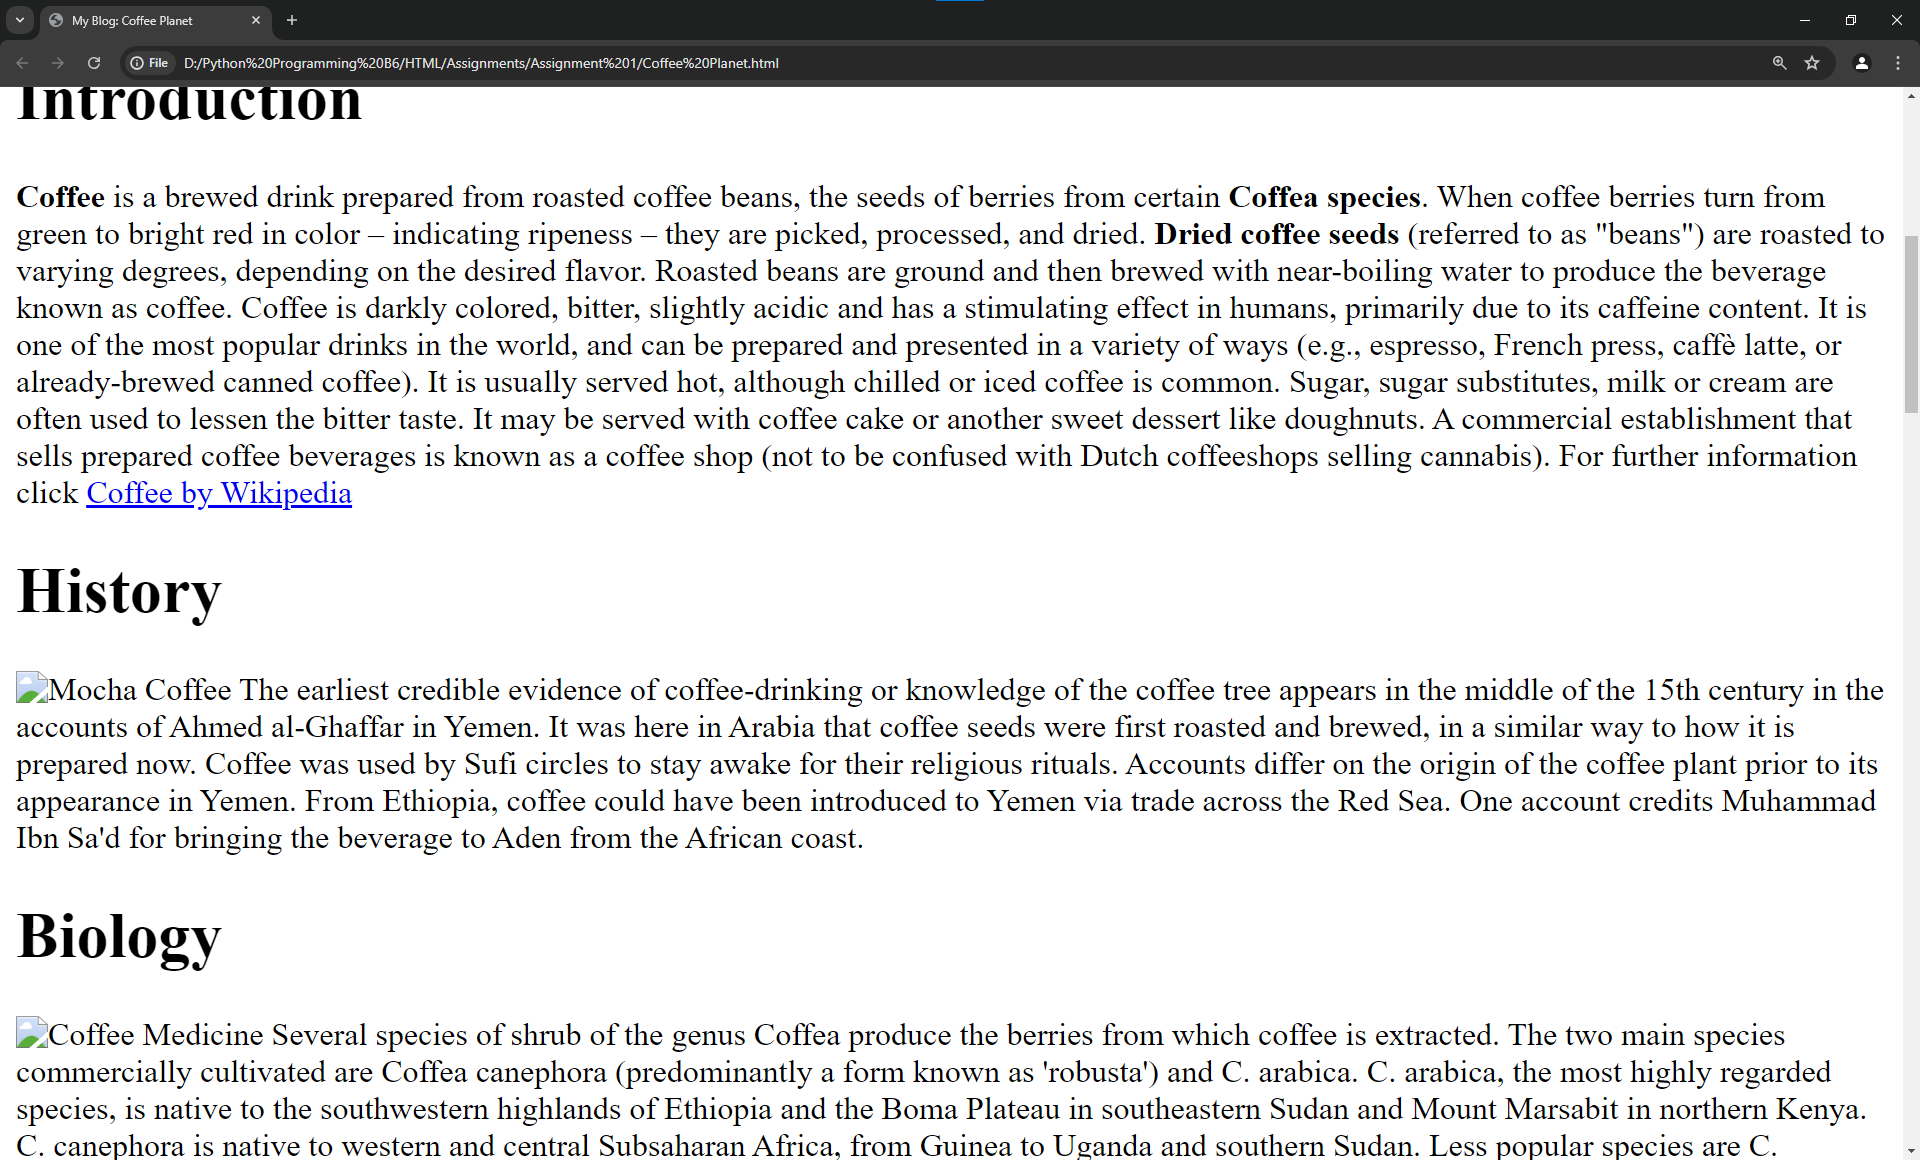 My Blog: Coffee Planet
File
D:/Python%20Programming%20B6/HTML/Assignments/Assignment%201/Coffee%20Planet.html
Introduction
Coffee is a brewed drink prepared from roasted coffee beans, the seeds of berries from certain Coffea species. When coffee berries turn from
green to bright red in color – indicating ripeness – they are picked, processed, and dried. Dried coffee seeds (referred to as "beans") are roasted to
varying degrees, depending on the desired flavor. Roasted beans are ground and then brewed with near-boiling water to produce the beverage
known as coffee. Coffee is darkly colored, bitter, slightly acidic and has a stimulating effect in humans, primarily due to its caffeine content. It is
one of the most popular drinks in the world, and can be prepared and presented in a variety of ways (e.g., espresso, French press, caffè latte, or
already-brewed canned coffee). It is usually served hot, although chilled or iced coffee is common. Sugar, sugar substitutes, milk or cream are
often used to lessen the bitter taste. It may be served with coffee cake or another sweet dessert like doughnuts. A commercial establishment that
sells prepared coffee beverages is known as a coffee shop (not to be confused with Dutch coffeeshops selling cannabis). For further information
click Coffee by Wikipedia
History
Mocha Coffee The earliest credible evidence of coffee-drinking or knowledge of the coffee tree appears in the middle of the 15th century in the
accounts of Ahmed al-Ghaffar in Yemen. It was here in Arabia that coffee seeds were first roasted and brewed, in a similar way to how it is
prepared now. Coffee was used by Sufi circles to stay awake for their religious rituals. Accounts differ on the origin of the coffee plant prior to its
appearance in Yemen. From Ethiopia, coffee could have been introduced to Yemen via trade across the Red Sea. One account credits Muhammad
Ibn Sa'd for bringing the beverage to Aden from the African coast.
Biology
Coffee Medicine Several species of shrub of the genus Coffea produce the berries from which coffee is extracted. The two main species
commercially cultivated are Coffea canephora (predominantly a form known as 'robusta') and C. arabica. C. arabica, the most highly regarded
species, is native to the southwestern highlands of Ethiopia and the Boma Plateau in southeastern Sudan and Mount Marsabit in northern Kenya.
C. canephora is native to western and central Subsaharan Africa, from Guinea to Uganda and southern Sudan. Less popular species are C.